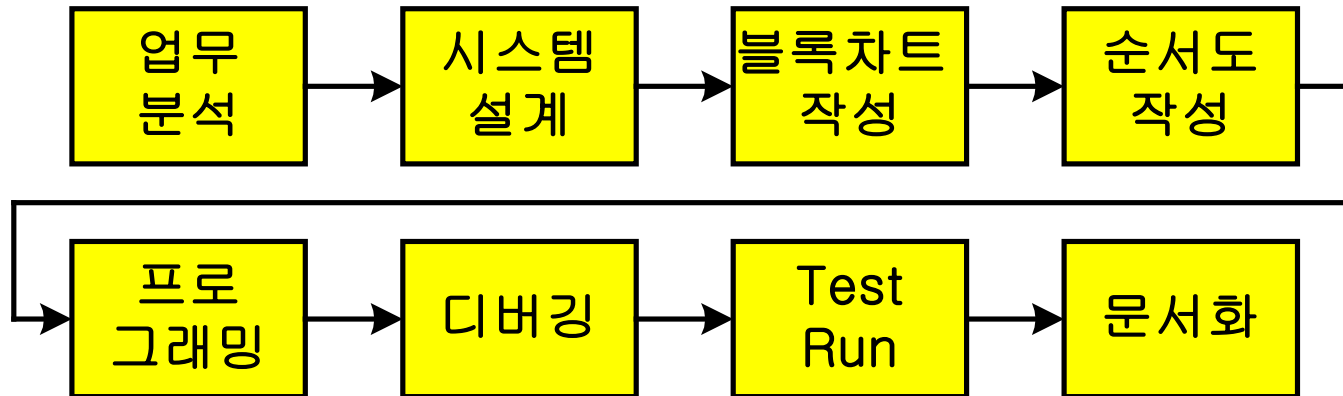 업무
분석
시스템
설계
블록차트
작성
순서도
작성
프로
그래밍
디버깅
Test
Run
문서화